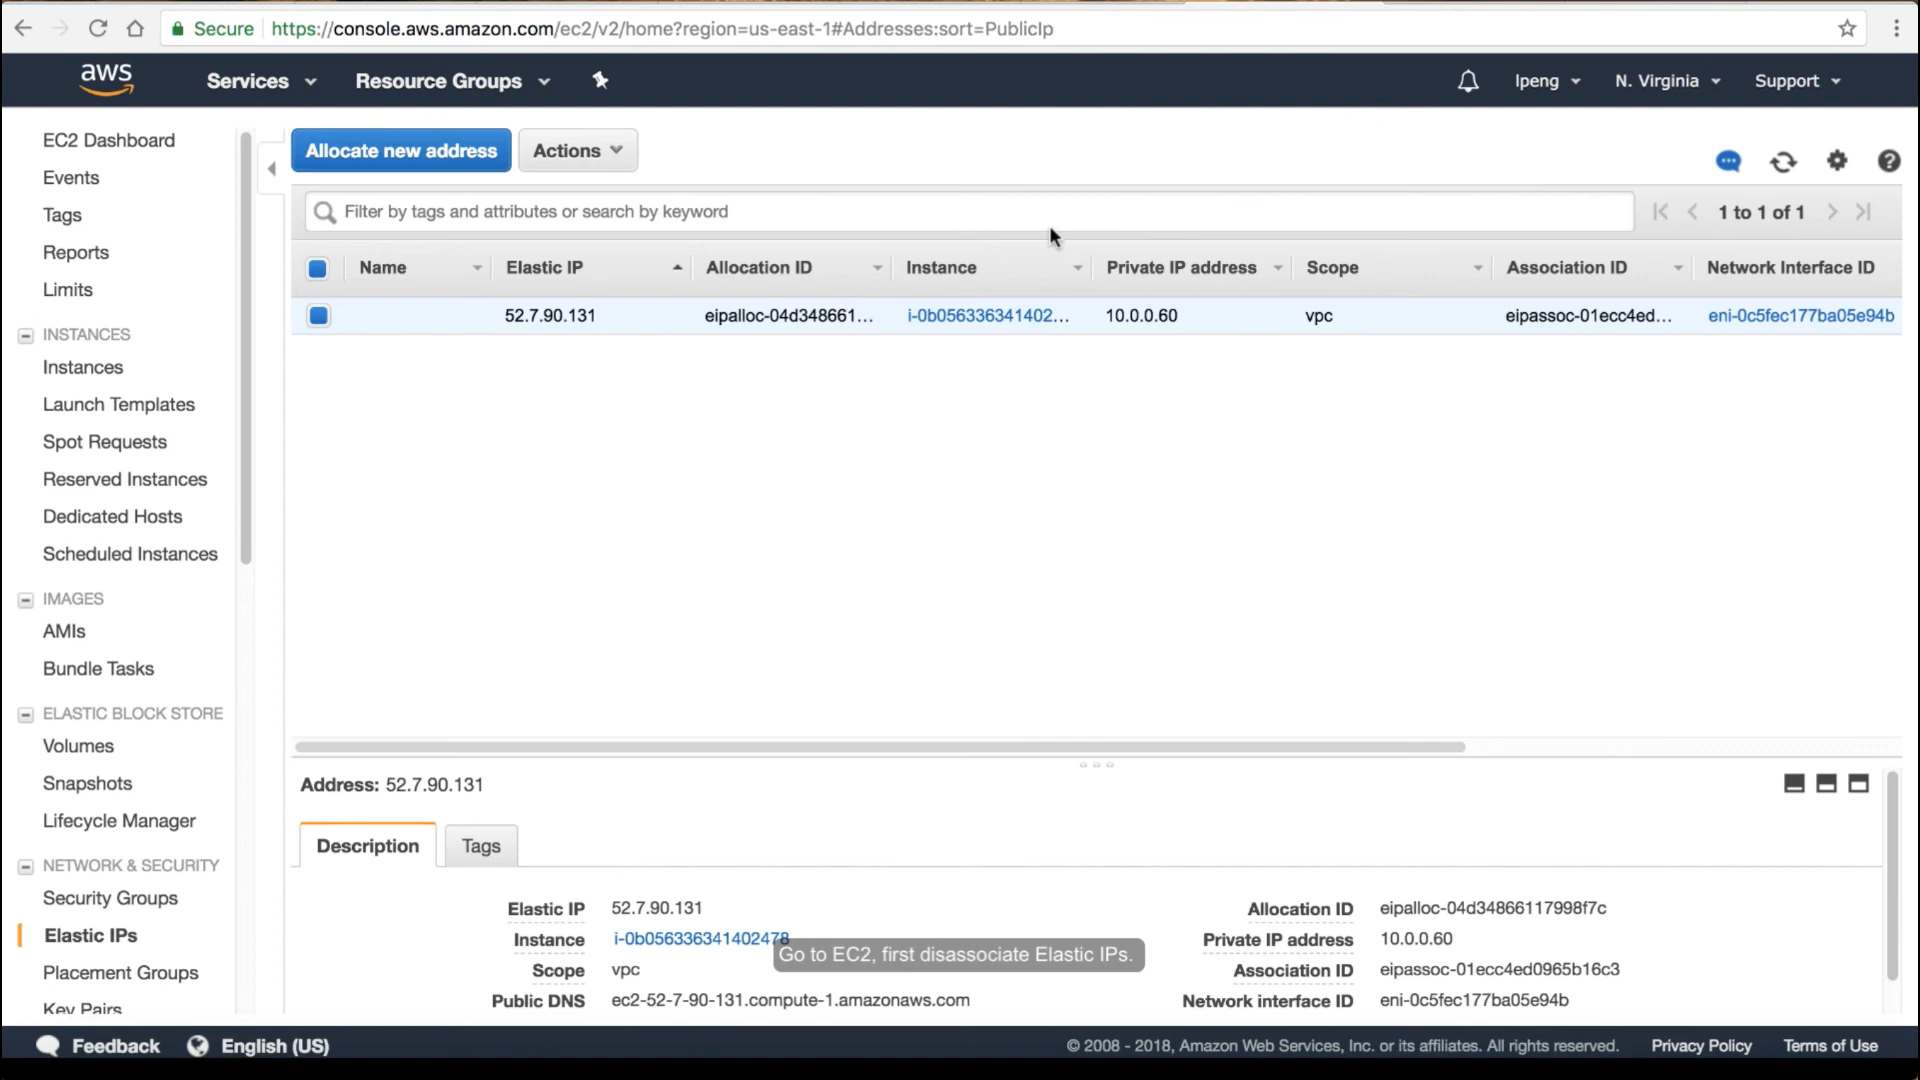 Secure https://console.aws.amazon.com/ec2/v2/home?region=us-east-1#Addresses:sort=PublicIp
aws Services Resource Groups Ipeng N. Virginia Support
EC2 Dashboard
Events
Tags
Reports
Limits
INSTANCES
Instances
Launch Templates
Spot Requests
Reserved Instances
Dedicated Hosts
Scheduled Instances
IMAGES
AMIs
Bundle Tasks
ELASTIC BLOCK STORE
Volumes
Snapshots
Lifecycle Manager
NETWORK & SECURITY
Security Groups
Elastic IPs
Placement Groups
Key Pairs
Allocate new address Actions
Filter by tags and attributes or search by keyword 1 to 1 of 1
Name Elastic IP Allocation ID Instance Private IP address Scope Association ID Network Interface ID
52.7.90.131 eipalloc-04d348661... i-0b056336341402... 10.0.0.60 vpc eipassoc-01ecc4ed... eni-0c5fec177ba05e94b
Address: 52.7.90.131
Description Tags
Elastic IP 52.7.90.131 Allocation ID eipalloc-04d34866117998f7c
Instance i-0b056336341402478 Private IP address 10.0.0.60
Go to EC2, first disassociate Elastic IPs.
Scope vpc Association ID eipassoc-01ecc4ed0965b16c3
Public DNS ec2-52-7-90-131.compute-1.amazonaws.com Network interface ID eni-0c5fec177ba05e94b
Feedback English (US) © 2008 - 2018, Amazon Web Services, Inc. or its affiliates. All rights reserved. Privacy Policy Terms of Use